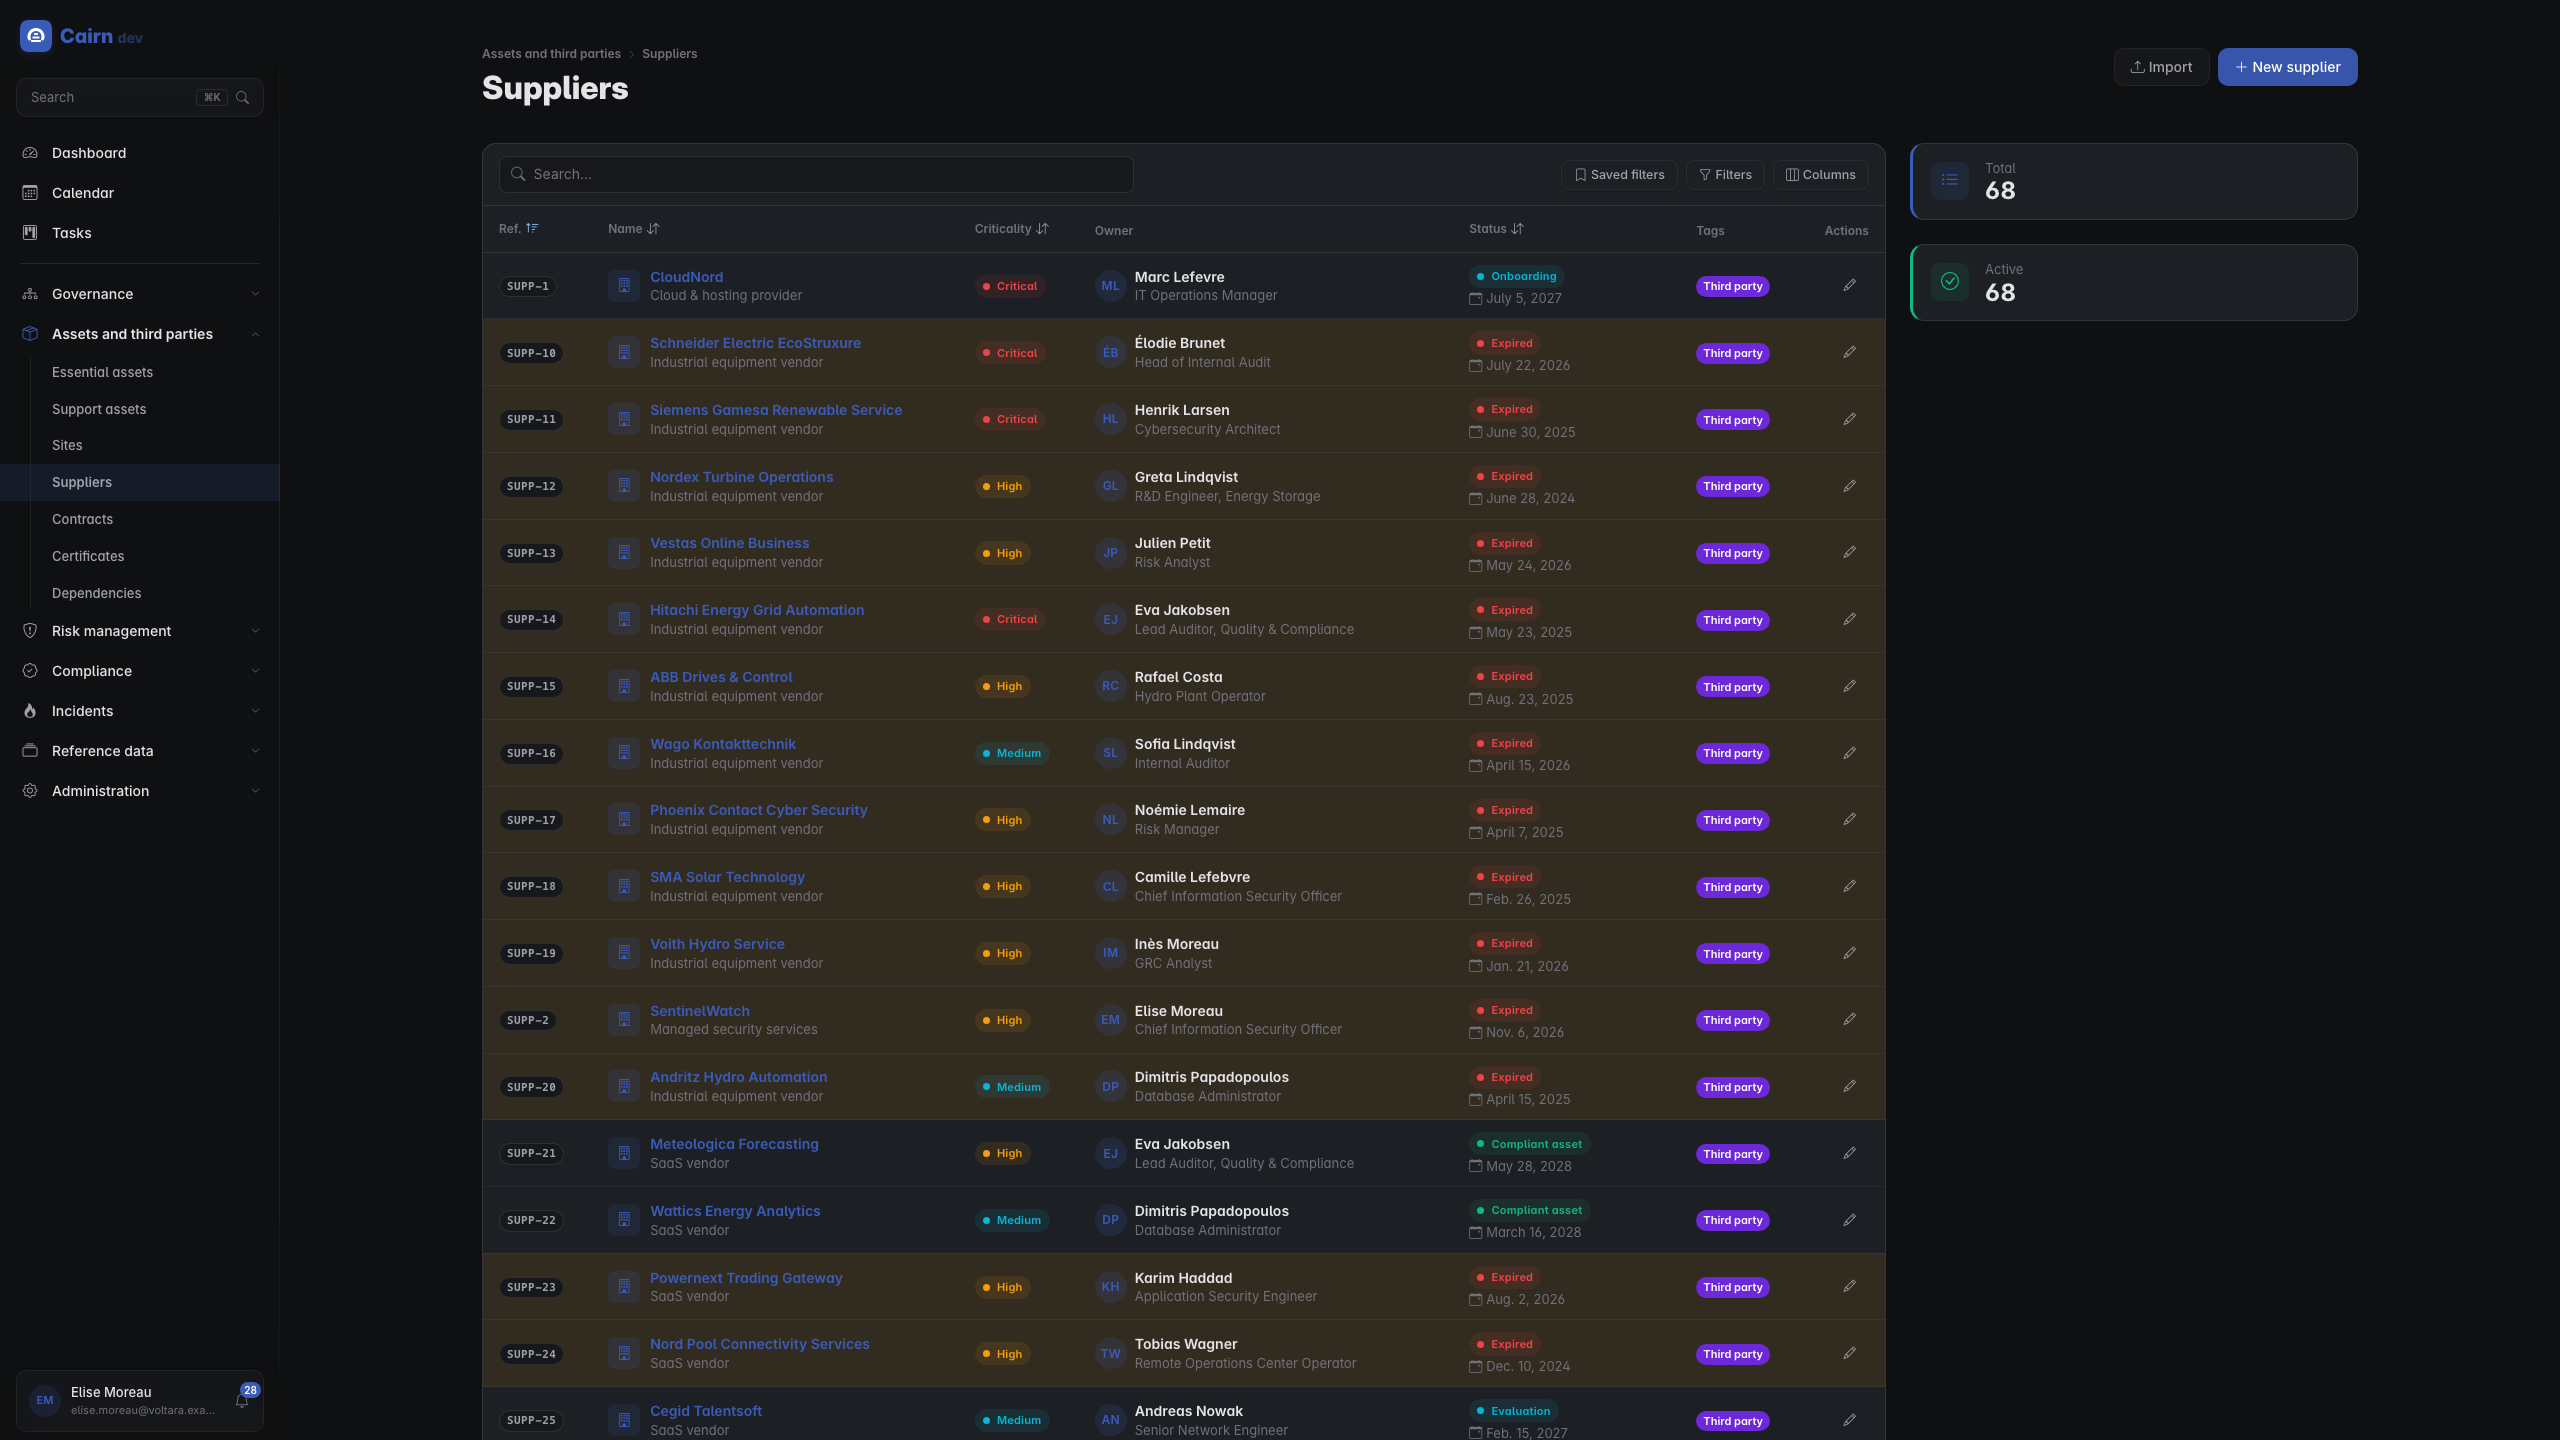 Cairn dev
Search ⌘K
Dashboard
Calendar
Tasks
Governance
Assets and third parties
Essential assets
Support assets
Sites
Suppliers
Contracts
Certificates
Dependencies
Risk management
Compliance
Incidents
Reference data
Administration
EM Elise Moreau 28
elise.moreau@voltara.exa...
Assets and third parties › Suppliers
Suppliers
Import
New supplier
Search...
Saved filters Filters Columns
Ref. Name Criticality Owner Status Tags Actions
SUPP-1 CloudNord Cloud & hosting provider Critical ML Marc Lefevre IT Operations Manager Onboarding July 5, 2027 Third party
SUPP-10 Schneider Electric EcoStruxure Industrial equipment vendor Critical ÉB Élodie Brunet Head of Internal Audit Expired July 22, 2026 Third party
SUPP-11 Siemens Gamesa Renewable Service Industrial equipment vendor Critical HL Henrik Larsen Cybersecurity Architect Expired June 30, 2025 Third party
SUPP-12 Nordex Turbine Operations Industrial equipment vendor High GL Greta Lindqvist R&D Engineer, Energy Storage Expired June 28, 2024 Third party
SUPP-13 Vestas Online Business Industrial equipment vendor High JP Julien Petit Risk Analyst Expired May 24, 2026 Third party
SUPP-14 Hitachi Energy Grid Automation Industrial equipment vendor Critical EJ Eva Jakobsen Lead Auditor, Quality & Compliance Expired May 23, 2025 Third party
SUPP-15 ABB Drives & Control Industrial equipment vendor High RC Rafael Costa Hydro Plant Operator Expired Aug. 23, 2025 Third party
SUPP-16 Wago Kontakttechnik Industrial equipment vendor Medium SL Sofia Lindqvist Internal Auditor Expired April 15, 2026 Third party
SUPP-17 Phoenix Contact Cyber Security Industrial equipment vendor High NL Noémie Lemaire Risk Manager Expired April 7, 2025 Third party
SUPP-18 SMA Solar Technology Industrial equipment vendor High CL Camille Lefebvre Chief Information Security Officer Expired Feb. 26, 2025 Third party
SUPP-19 Voith Hydro Service Industrial equipment vendor High IM Inès Moreau GRC Analyst Expired Jan. 21, 2026 Third party
SUPP-2 SentinelWatch Managed security services High EM Elise Moreau Chief Information Security Officer Expired Nov. 6, 2026 Third party
SUPP-20 Andritz Hydro Automation Industrial equipment vendor Medium DP Dimitris Papadopoulos Database Administrator Expired April 15, 2025 Third party
SUPP-21 Meteologica Forecasting SaaS vendor High EJ Eva Jakobsen Lead Auditor, Quality & Compliance Compliant asset May 28, 2028 Third party
SUPP-22 Wattics Energy Analytics SaaS vendor Medium DP Dimitris Papadopoulos Database Administrator Compliant asset March 16, 2028 Third party
SUPP-23 Powernext Trading Gateway SaaS vendor High KH Karim Haddad Application Security Engineer Expired Aug. 2, 2026 Third party
SUPP-24 Nord Pool Connectivity Services SaaS vendor High TW Tobias Wagner Remote Operations Center Operator Expired Dec. 10, 2024 Third party
SUPP-25 Cegid Talentsoft SaaS vendor Medium AN Andreas Nowak Senior Network Engineer Evaluation Feb. 15, 2027 Third party
Total
68
Active
68